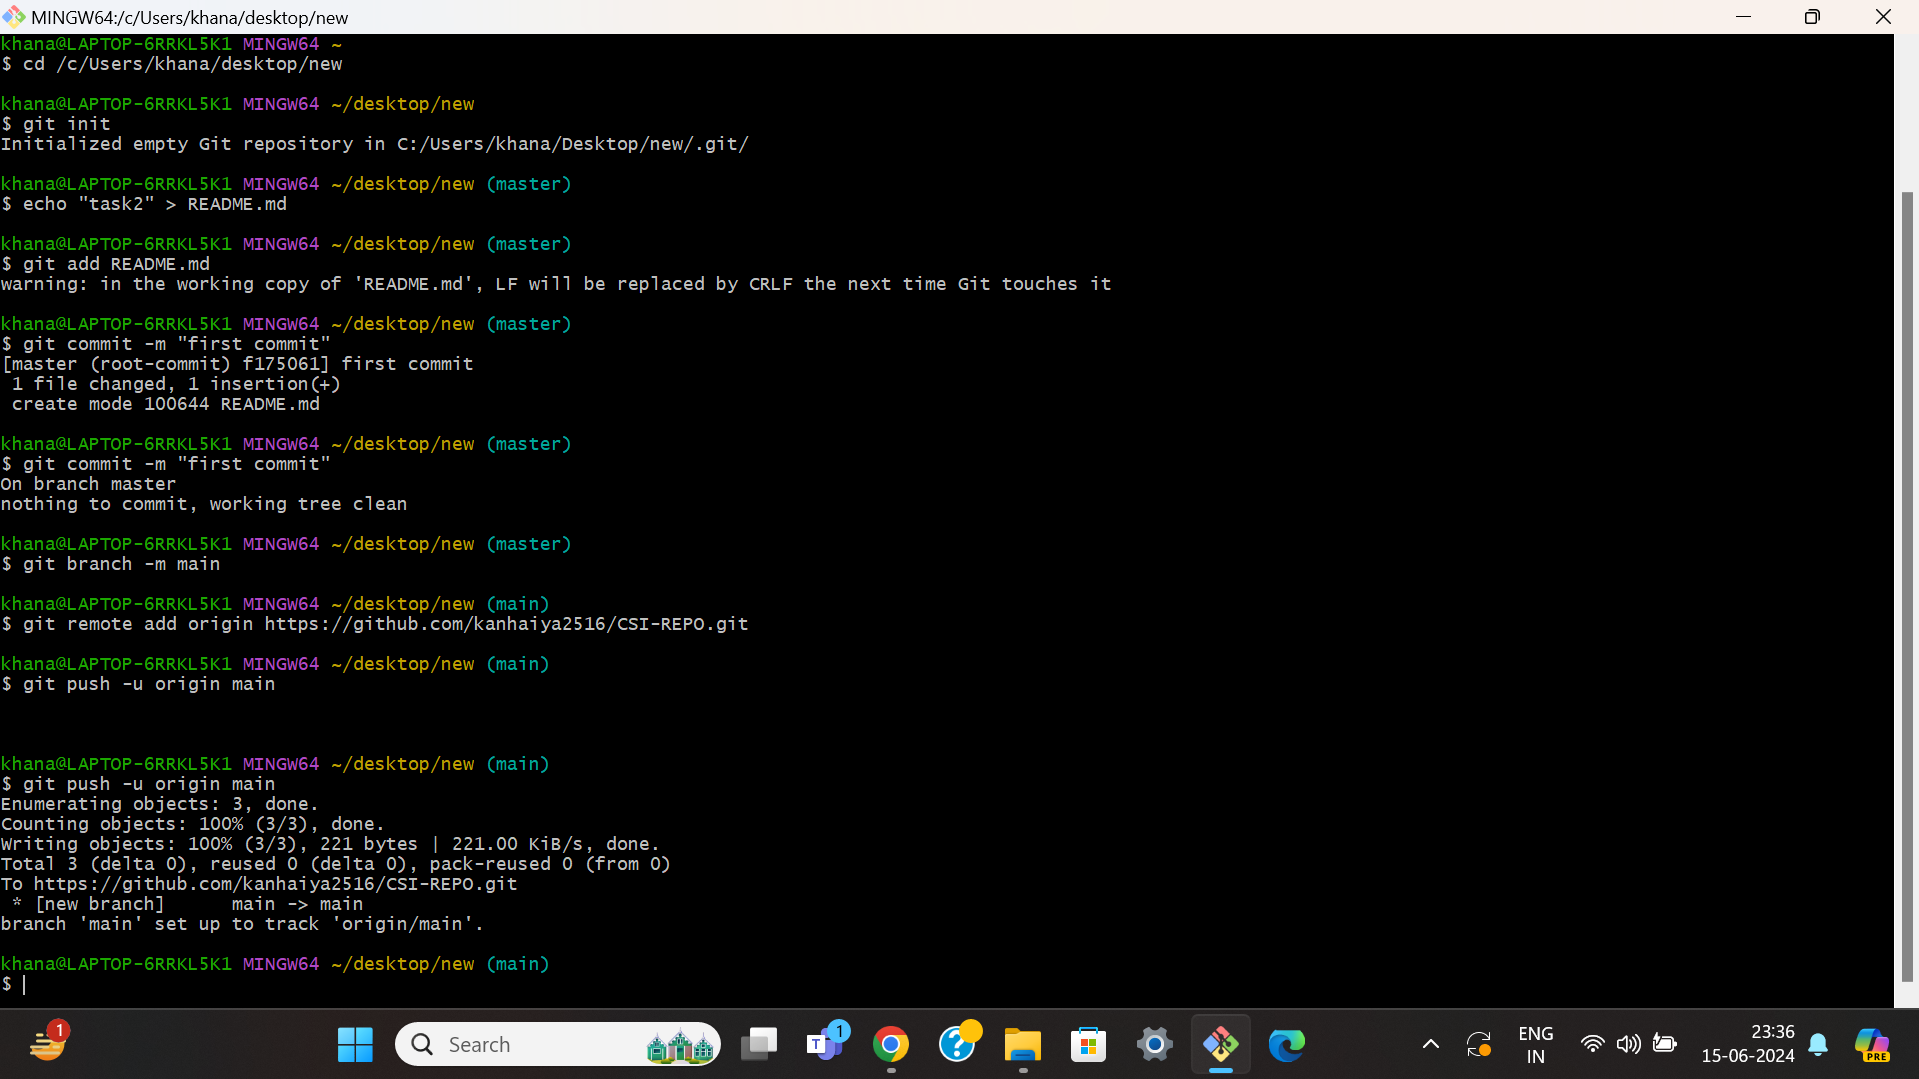 MINGW64:/c/Users/khana/desktop/new
khana@LAPTOP-6RRKL5K1 MINGW64 ~
$ cd /c/Users/khana/desktop/new
khana@LAPTOP-6RRKL5K1 MINGW64 ~/desktop/new
$ git init
Initialized empty Git repository in C:/Users/khana/Desktop/new/.git/
khana@LAPTOP-6RRKL5K1 MINGW64 ~/desktop/new (master)
$ echo "task2" > README.md
khana@LAPTOP-6RRKL5K1 MINGW64 ~/desktop/new (master)
$ git add README.md
warning: in the working copy of 'README.md', LF will be replaced by CRLF the next time Git touches it
khana@LAPTOP-6RRKL5K1 MINGW64 ~/desktop/new (master)
$ git commit -m "first commit"
[master (root-commit) f175061] first commit
 1 file changed, 1 insertion(+)
 create mode 100644 README.md
khana@LAPTOP-6RRKL5K1 MINGW64 ~/desktop/new (master)
$ git commit -m "first commit"
On branch master
nothing to commit, working tree clean
khana@LAPTOP-6RRKL5K1 MINGW64 ~/desktop/new (master)
$ git branch -m main
khana@LAPTOP-6RRKL5K1 MINGW64 ~/desktop/new (main)
$ git remote add origin https://github.com/kanhaiya2516/CSI-REPO.git
khana@LAPTOP-6RRKL5K1 MINGW64 ~/desktop/new (main)
$ git push -u origin main
khana@LAPTOP-6RRKL5K1 MINGW64 ~/desktop/new (main)
$ git push -u origin main
Enumerating objects: 3, done.
Counting objects: 100% (3/3), done.
Writing objects: 100% (3/3), 221 bytes | 221.00 KiB/s, done.
Total 3 (delta 0), reused 0 (delta 0), pack-reused 0 (from 0)
To https://github.com/kanhaiya2516/CSI-REPO.git
 * [new branch]      main -> main
branch 'main' set up to track 'origin/main'.
khana@LAPTOP-6RRKL5K1 MINGW64 ~/desktop/new (main)
$
1
Search
T
1
?
ENG
IN
23:36
15-06-2024
PRE